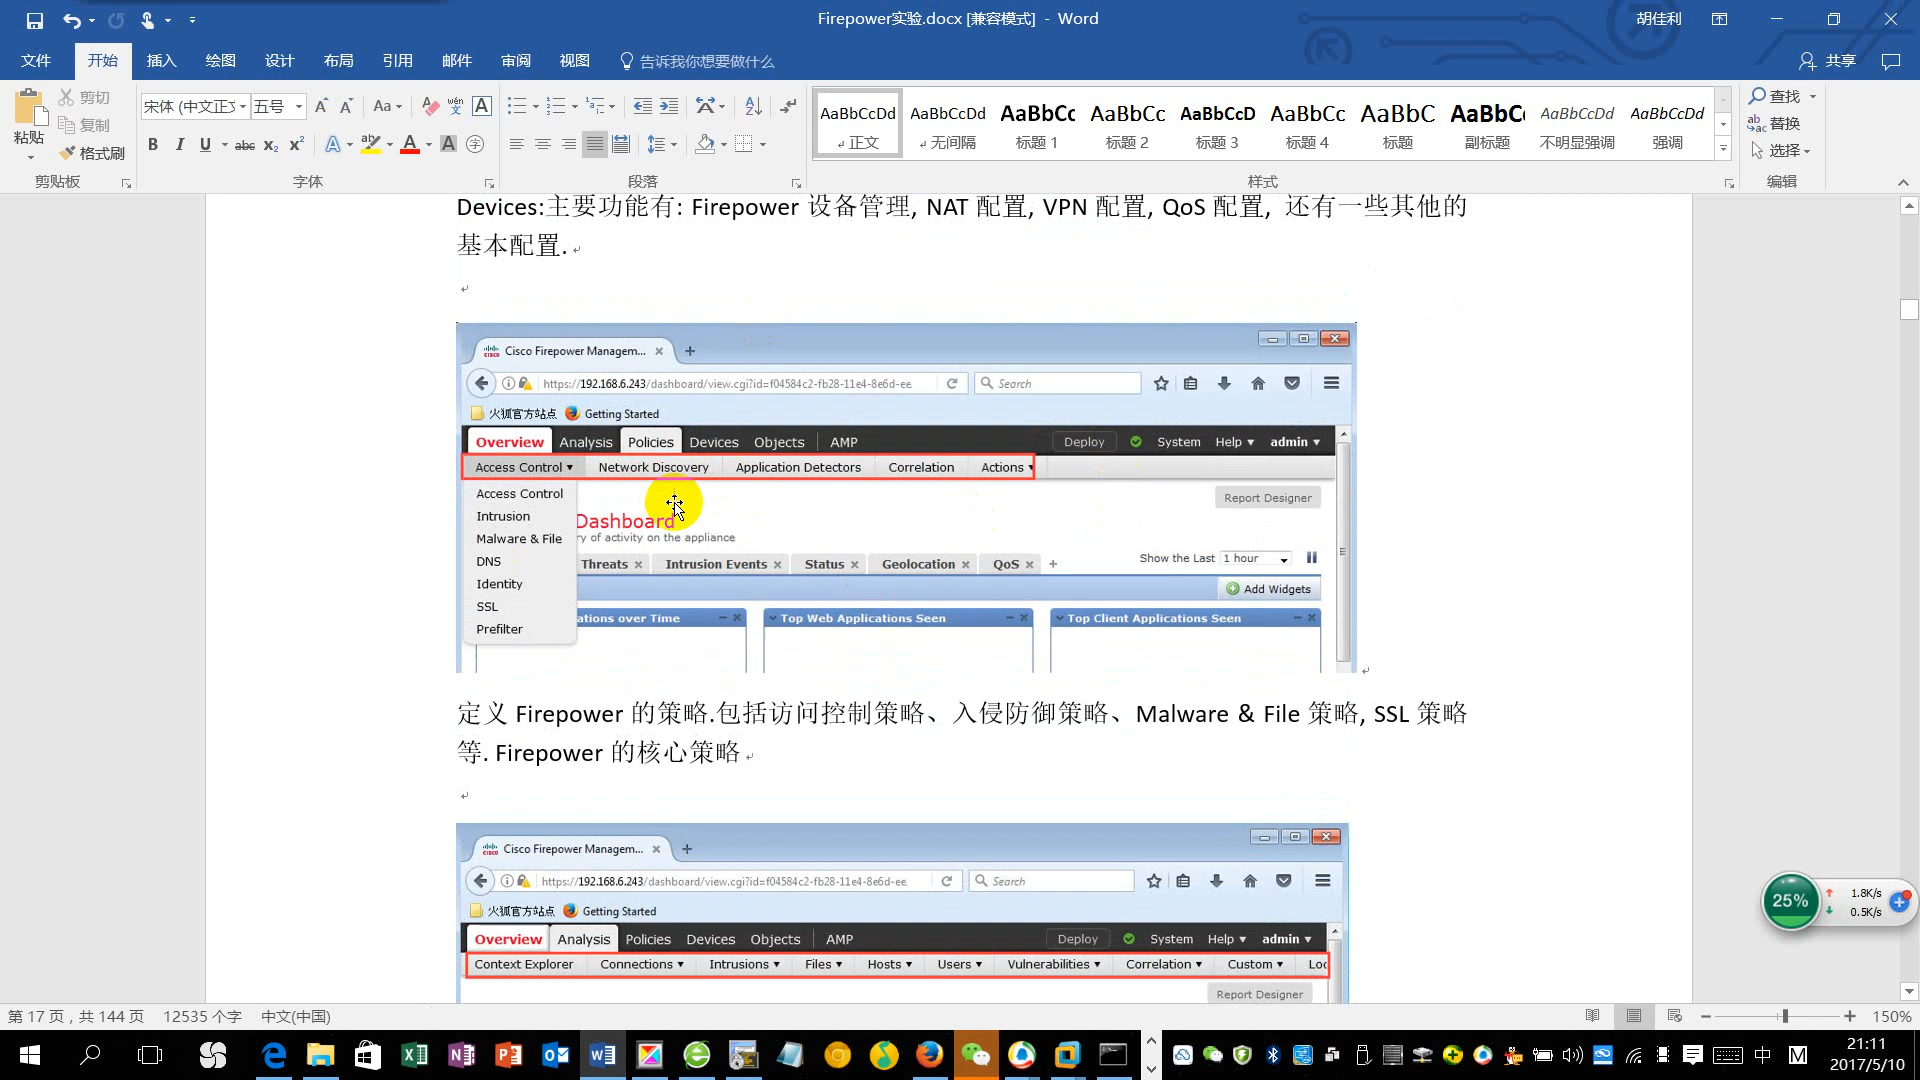 Firepower实验.docx [兼容模式] - Word
胡佳利
文件 开始 插入 绘图 设计 布局 引用 邮件 审阅 视图 告诉我你想要做什么 共享
粘贴 剪切 复制 格式刷 剪贴板
宋体 (中文正文 五号 字体
段落
AaBbCcDd 正文
AaBbCcDd 无间隔
AaBbCc 标题 1
AaBbCc 标题 2
AaBbCcD 标题 3
AaBbCc 标题 4
AaBbC 标题
AaBbC 副标题
AaBbCcDd 不明显强调
AaBbCcDd 强调
样式
查找 替换 选择 编辑
Devices:主要功能有: Firepower 设备管理, NAT 配置, VPN 配置, QoS 配置, 还有一些其他的
基本配置.
Cisco Firepower Managem...
https://192.168.6.243/dashboard/view.cgi?id=f04584c2-fb28-11e4-8e6d-ee Search
火狐官方站点 Getting Started
Overview Analysis Policies Devices Objects AMP Deploy System Help admin
Access Control Network Discovery Application Detectors Correlation Actions
Access Control
Report Designer
Intrusion
Dashboard
Malware & File
ry of activity on the appliance
DNS
Threats Intrusion Events Status Geolocation QoS Show the Last 1 hour
Identity
Add Widgets
SSL
ations over Time Top Web Applications Seen Top Client Applications Seen
Prefilter
定义 Firepower 的策略.包括访问控制策略、入侵防御策略、Malware & File 策略, SSL 策略
等. Firepower 的核心策略
Cisco Firepower Managem...
https://192.168.6.243/dashboard/view.cgi?id=f04584c2-fb28-11e4-8e6d-ee Search
火狐官方站点 Getting Started
Overview Analysis Policies Devices Objects AMP Deploy System Help admin
Context Explorer Connections Intrusions Files Hosts Users Vulnerabilities Correlation Custom Loo
Report Designer
25% 1.8K/s
0.5K/s
第 17 页，共 144 页 12535 个字 中文(中国) 150%
中 M
21:11
2017/5/10